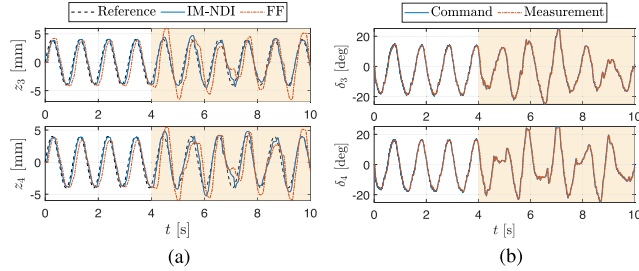 Reference IM-NDI FF
z3 [mm]
5
0
-5
0 2 4 6 8 10
z4 [mm]
5
0
-5
0 2 4 6 8 10
t [s]
(a)
Command Measurement
δ3 [deg]
20
0
-20
0 2 4 6 8 10
δ4 [deg]
20
0
-20
0 2 4 6 8 10
t [s]
(b)